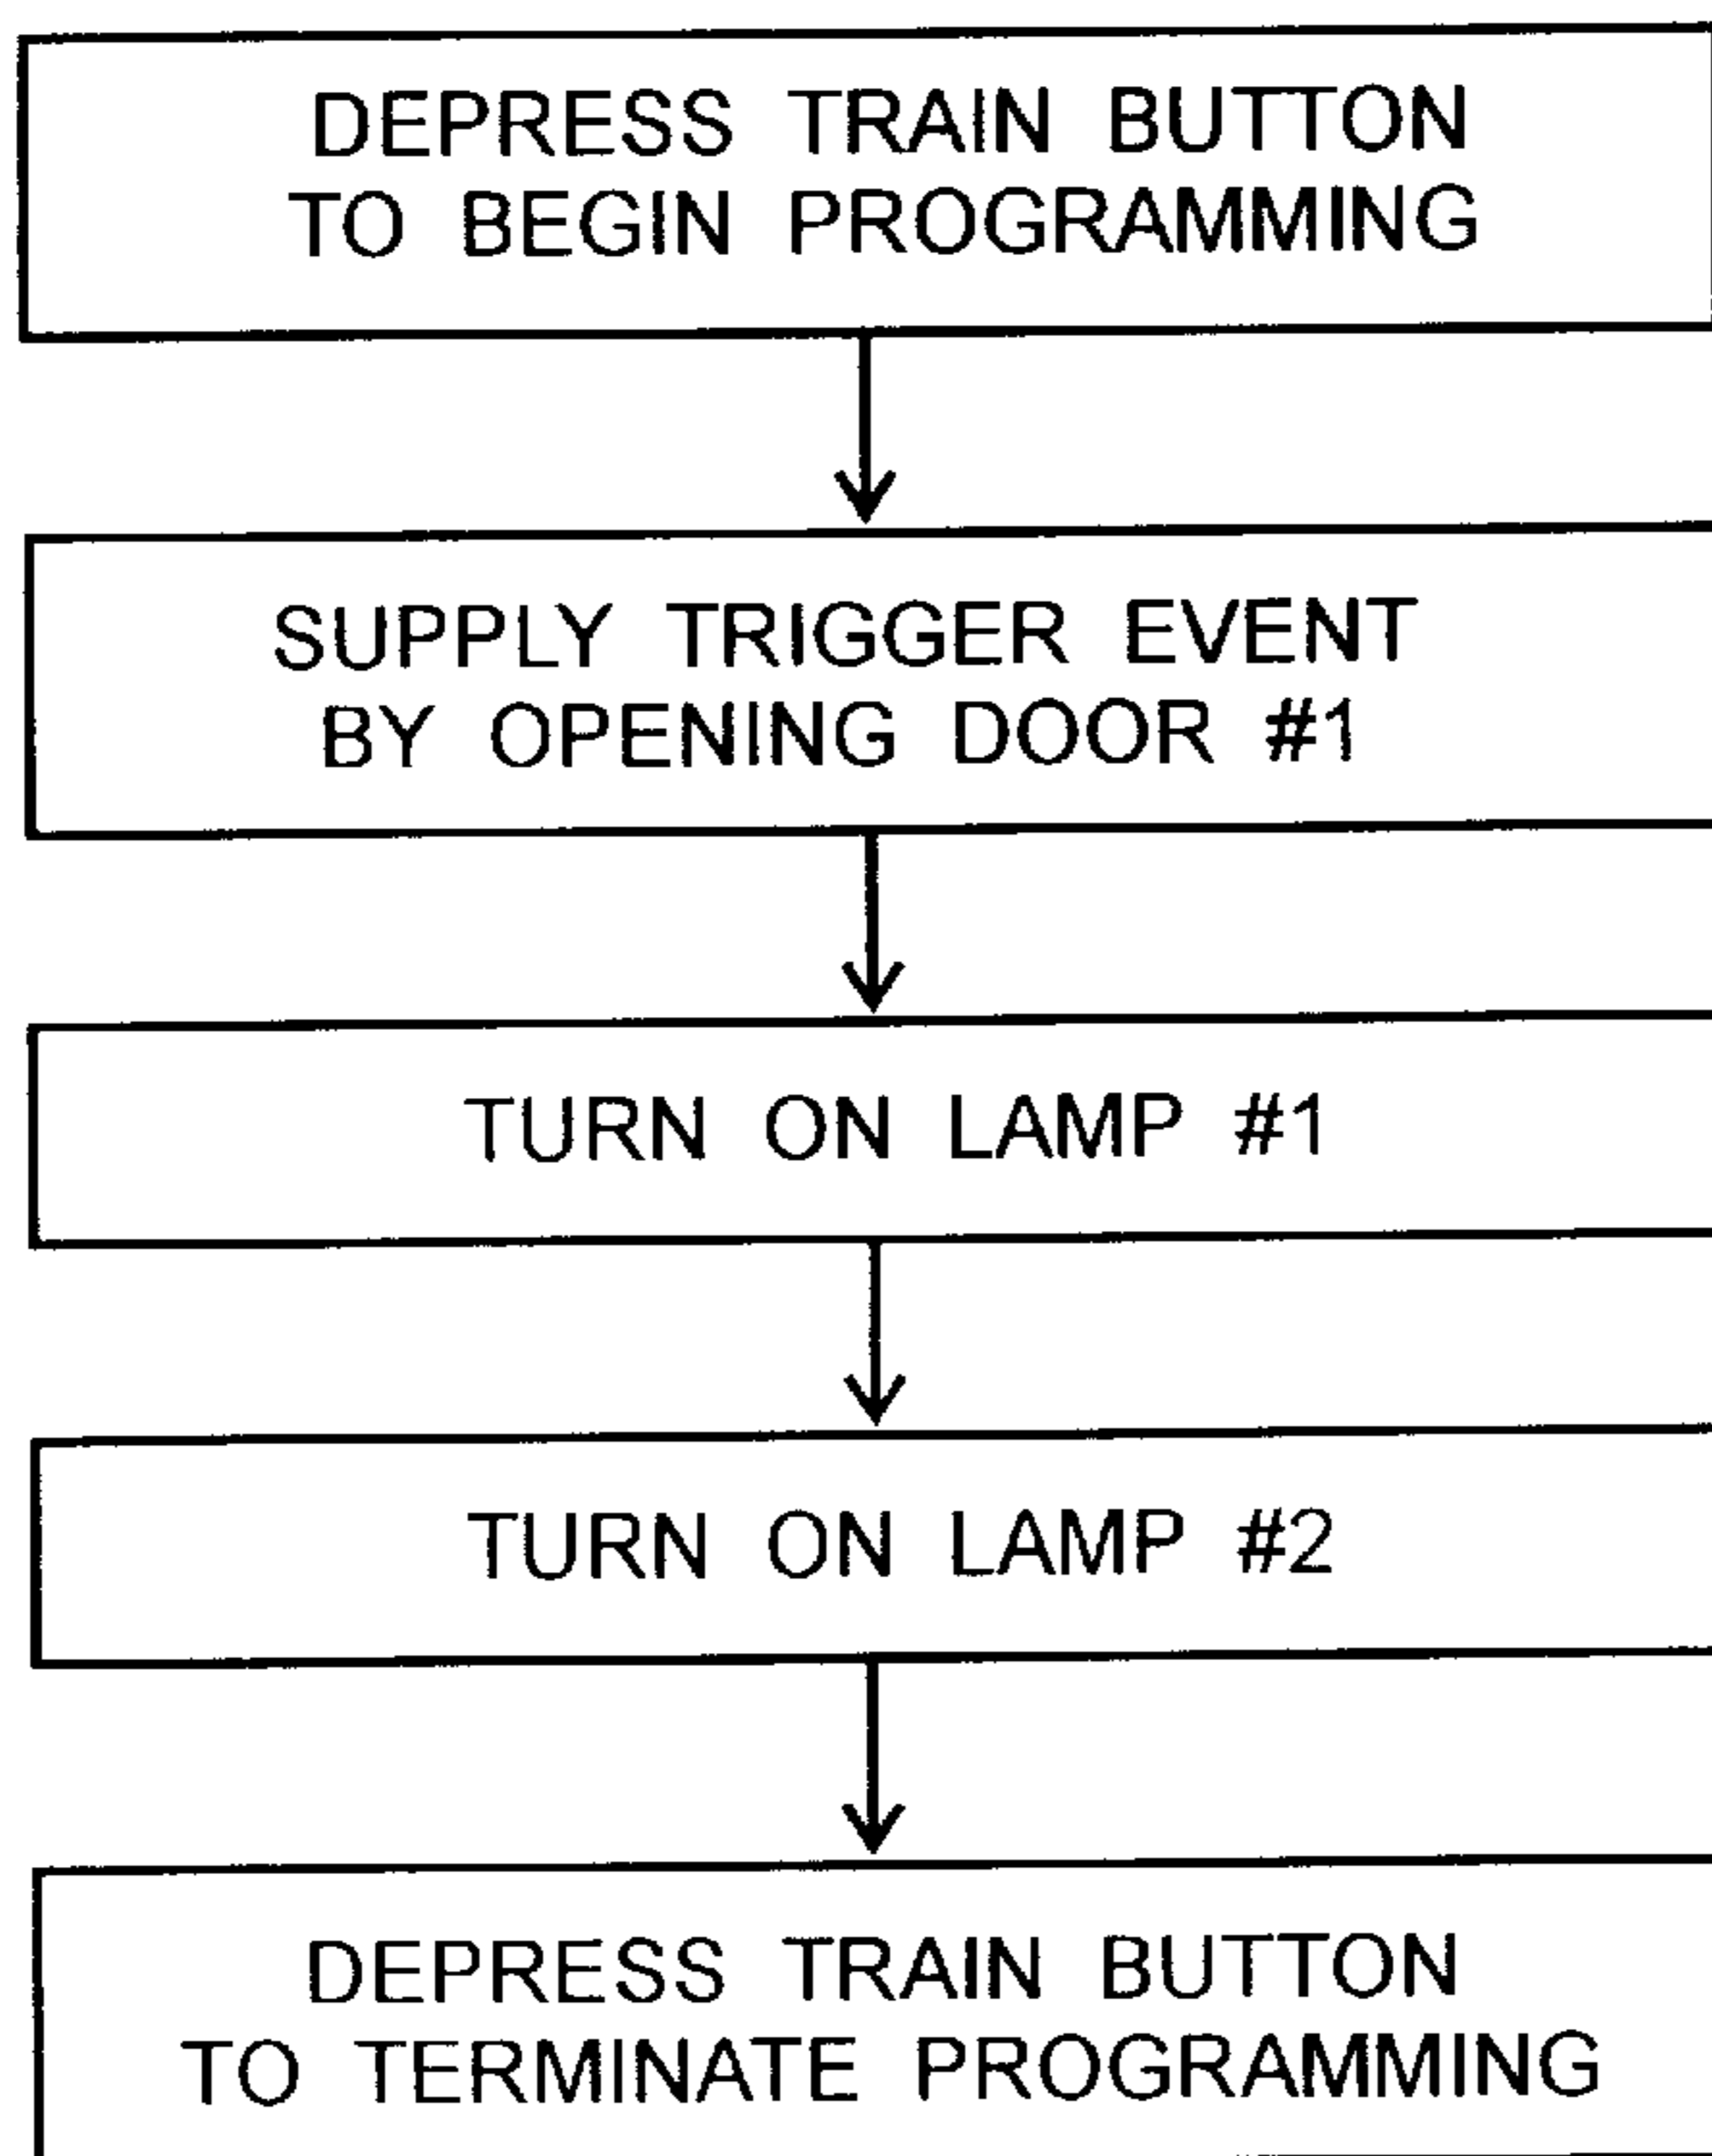 DEPRESS TRAIN BUTTON
TO BEGIN PROGRAMMING
SUPPLY TRIGGER EVENT
BY OPENING DOOR #1
TURN ON LAMP #1
TURN ON LAMP #2
DEPRESS TRAIN BUTTON
TO TERMINATE PROGRAMMING